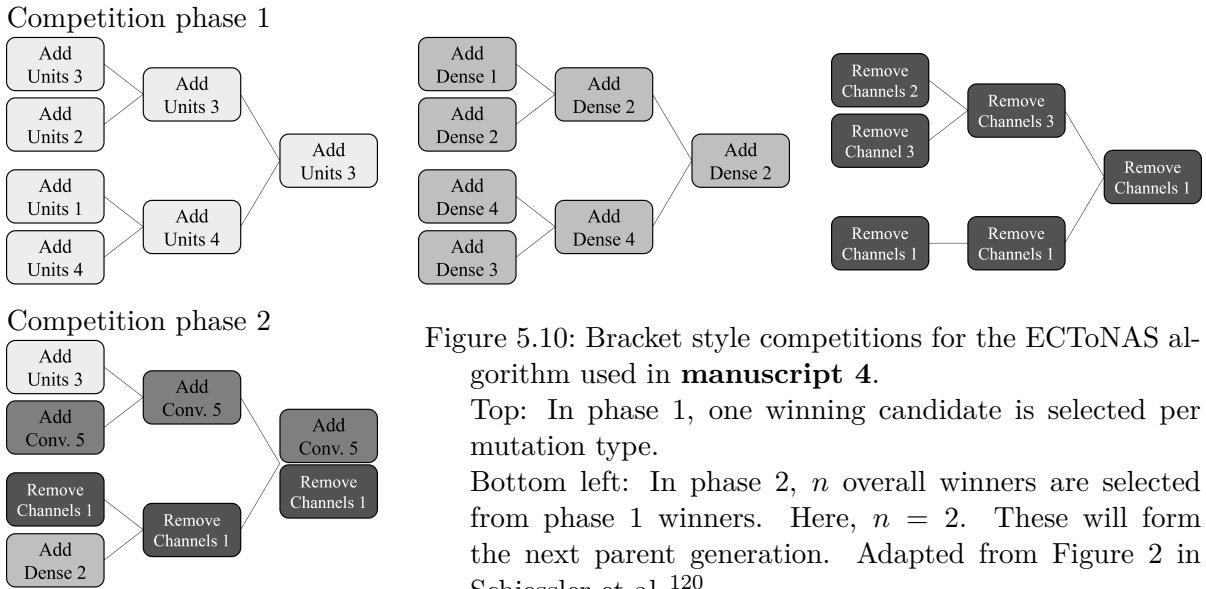 Competition phase 1
Add
Units 3
Add
Units 2
Add
Units 3
Add
Units 1
Add
Units 4
Add
Units 4
Add
Units 3
Add
Dense 1
Add
Dense 2
Add
Dense 2
Add
Dense 4
Add
Dense 3
Add
Dense 4
Add
Dense 2
Remove
Channels 2
Remove
Channel 3
Remove
Channels 3
Remove
Channels 1
Remove
Channels 1
Remove
Channels 1
Competition phase 2
Add
Units 3
Add
Conv. 5
Add
Conv. 5
Remove
Channels 1
Add
Dense 2
Remove
Channels 1
Add
Conv. 5
Remove
Channels 1
Figure 5.10: Bracket style competitions for the ECToNAS al-
gorithm used in manuscript 4.
Top: In phase 1, one winning candidate is selected per
mutation type.
Bottom left: In phase 2, n overall winners are selected
from phase 1 winners. Here, n = 2. These will form
the next parent generation. Adapted from Figure 2 in
120